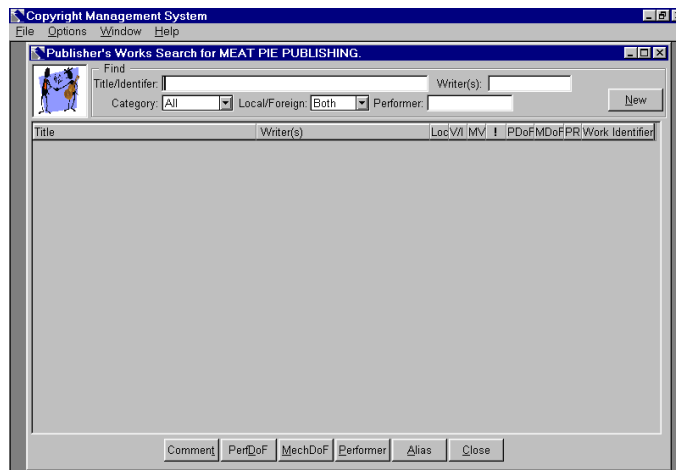 Copyright Management System
File Options Window Help
Publisher's Works Search for MEAT PIE PUBLISHING.
Find
Title/Identifer: Writer(s):
Category: All Local/Foreign: Both Performer: New
Title Writer(s) Loc V/I MV ! PDoF MDoF PR Work Identifier
Comment PerfDoF MechDoF Performer Alias Close